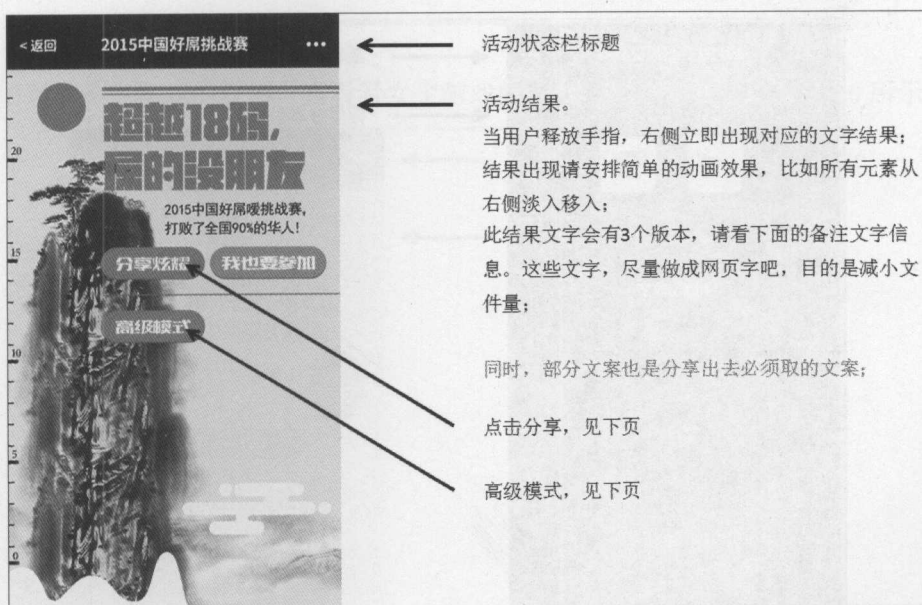 <返回 2015中国好屌挑战赛 •••
活动状态栏标题
超越18码,
屌的没朋友
2015中国好屌嗳挑战赛,
打败了全国90%的华人!
分享炫耀 我也要参加
高级模式
20
15
10
5
0
活动结果。
当用户释放手指,右侧立即出现对应的文字结果;
结果出现请安排简单的动画效果,比如所有元素从
右侧淡入移入;
此结果文字会有3个版本,请看下面的备注文字信
息。这些文字,尽量做成网页字吧,目的是减小文
件量;
同时,部分文案也是分享出去必须取的文案;
点击分享,见下页
高级模式,见下页